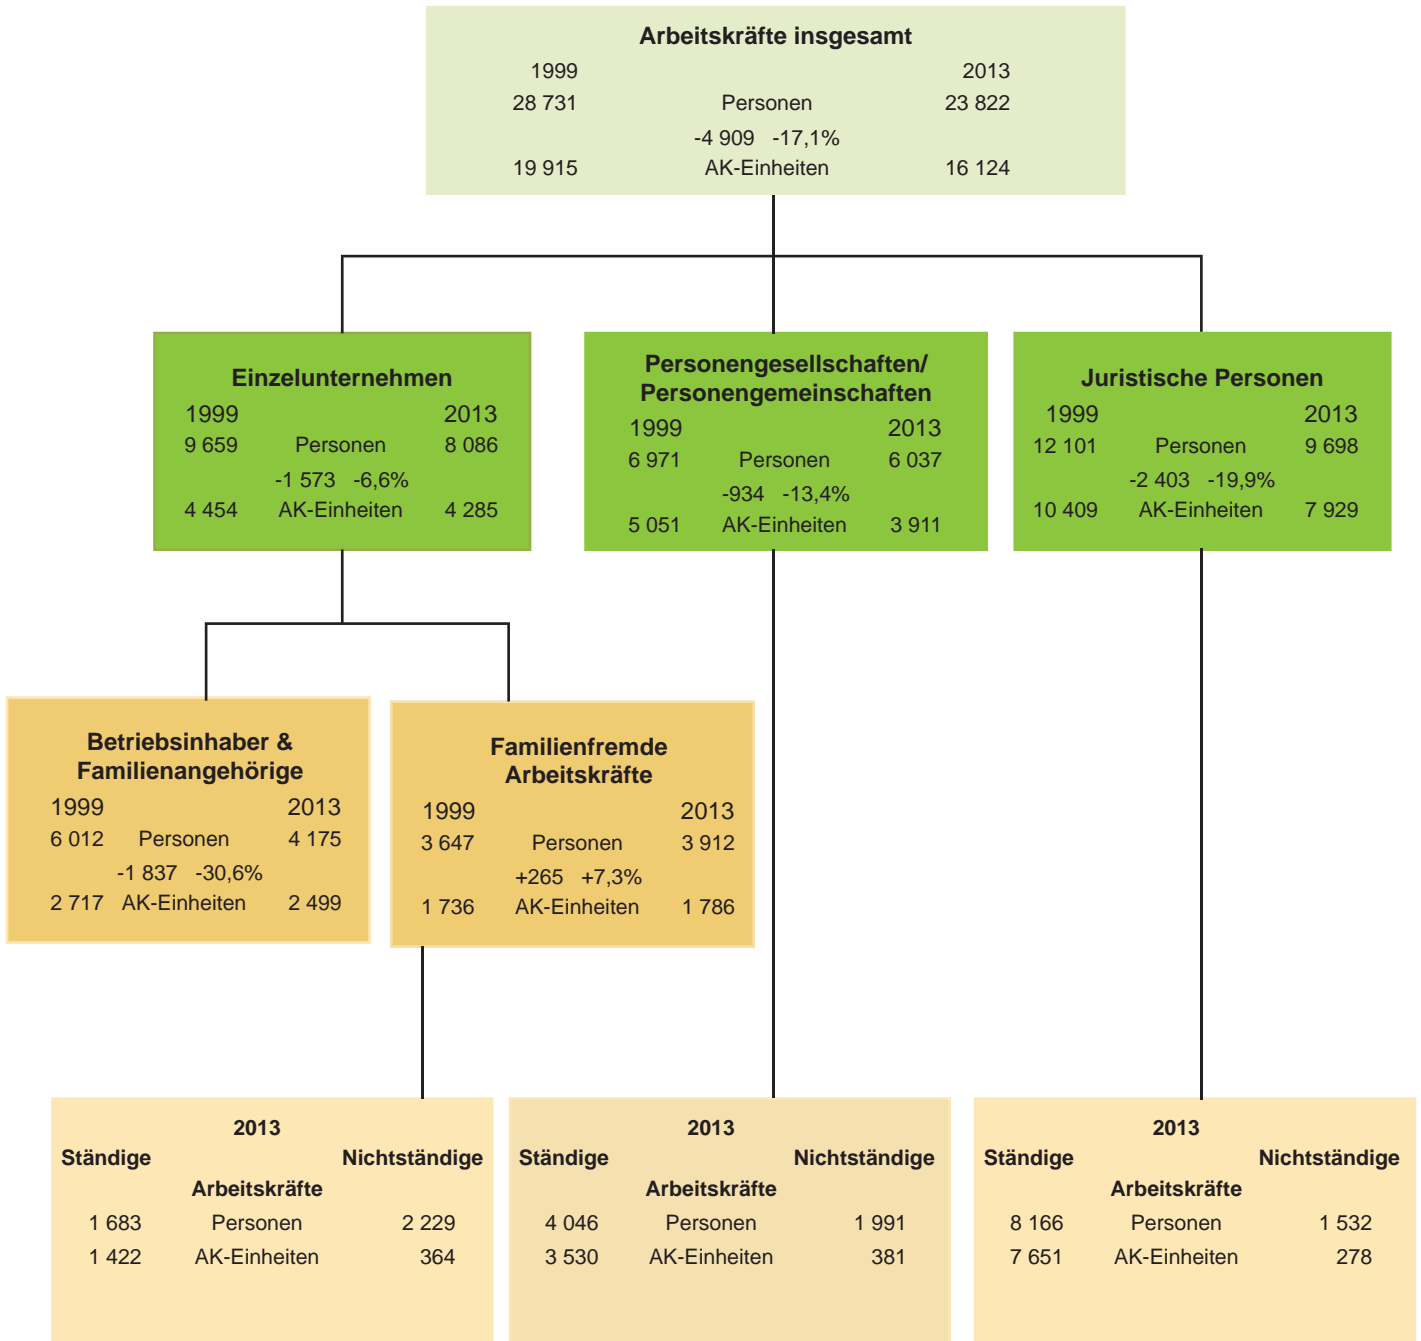 Arbeitskräfte insgesamt
1999 2013
28 731 Personen 23 822
-4 909 -17,1%
19 915 AK-Einheiten 16 124
Einzelunternehmen
1999 2013
9 659 Personen 8 086
-1 573 -6,6%
4 454 AK-Einheiten 4 285
Personengesellschaften/
Personengemeinschaften
1999 2013
6 971 Personen 6 037
-934 -13,4%
5 051 AK-Einheiten 3 911
Juristische Personen
1999 2013
12 101 Personen 9 698
-2 403 -19,9%
10 409 AK-Einheiten 7 929
Betriebsinhaber &
Familienangehörige
1999 2013
6 012 Personen 4 175
-1 837 -30,6%
2 717 AK-Einheiten 2 499
Familienfremde
Arbeitskräfte
1999 2013
3 647 Personen 3 912
+265 +7,3%
1 736 AK-Einheiten 1 786
2013
Ständige Nichtständige
Arbeitskräfte
1 683 Personen 2 229
1 422 AK-Einheiten 364
2013
Ständige Nichtständige
Arbeitskräfte
4 046 Personen 1 991
3 530 AK-Einheiten 381
2013
Ständige Nichtständige
Arbeitskräfte
8 166 Personen 1 532
7 651 AK-Einheiten 278